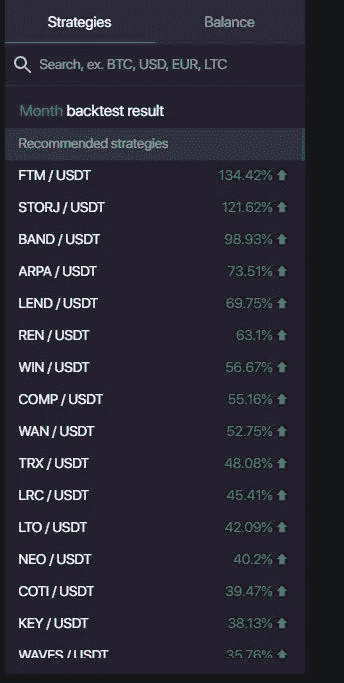 Strategies Balance
Search, ex. BTC, USD, EUR, LTC
Month backtest result
Recommended strategies
FTM / USDT 134.42%
STORJ / USDT 121.62%
BAND / USDT 98.93%
ARPA / USDT 73.51%
LEND / USDT 69.75%
REN / USDT 63.1%
WIN / USDT 56.67%
COMP / USDT 55.16%
WAN / USDT 52.75%
TRX / USDT 48.08%
LRC / USDT 45.41%
LTO / USDT 42.09%
NEO / USDT 40.2%
COTI / USDT 39.47%
KEY / USDT 38.13%
WAVES / USDT 35.76%